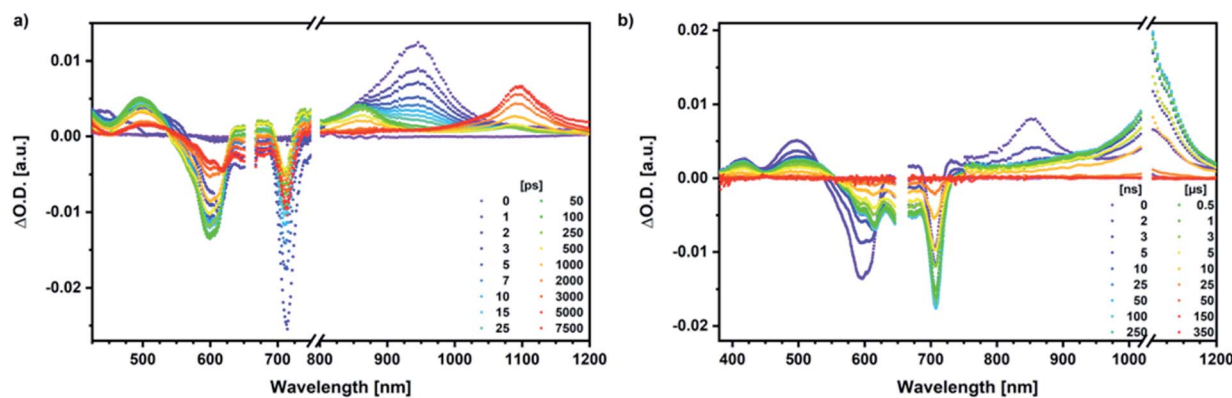 a)
ΔO.D. [a.u.]
0.01
0.00
-0.01
-0.02
[ps]
0 50
1 100
2 250
3 500
5 1000
7 2000
10 3000
15 5000
25 7500
500 600 700 800 900 1000 1100 1200
Wavelength [nm]
b)
ΔO.D. [a.u.]
0.02
0.01
0.00
-0.01
-0.02
[ns] [μs]
0 0.5
2 1
3 3
5 5
10 10
25 25
50 50
100 150
250 350
400 500 600 700 800 900 1000 1200
Wavelength [nm]